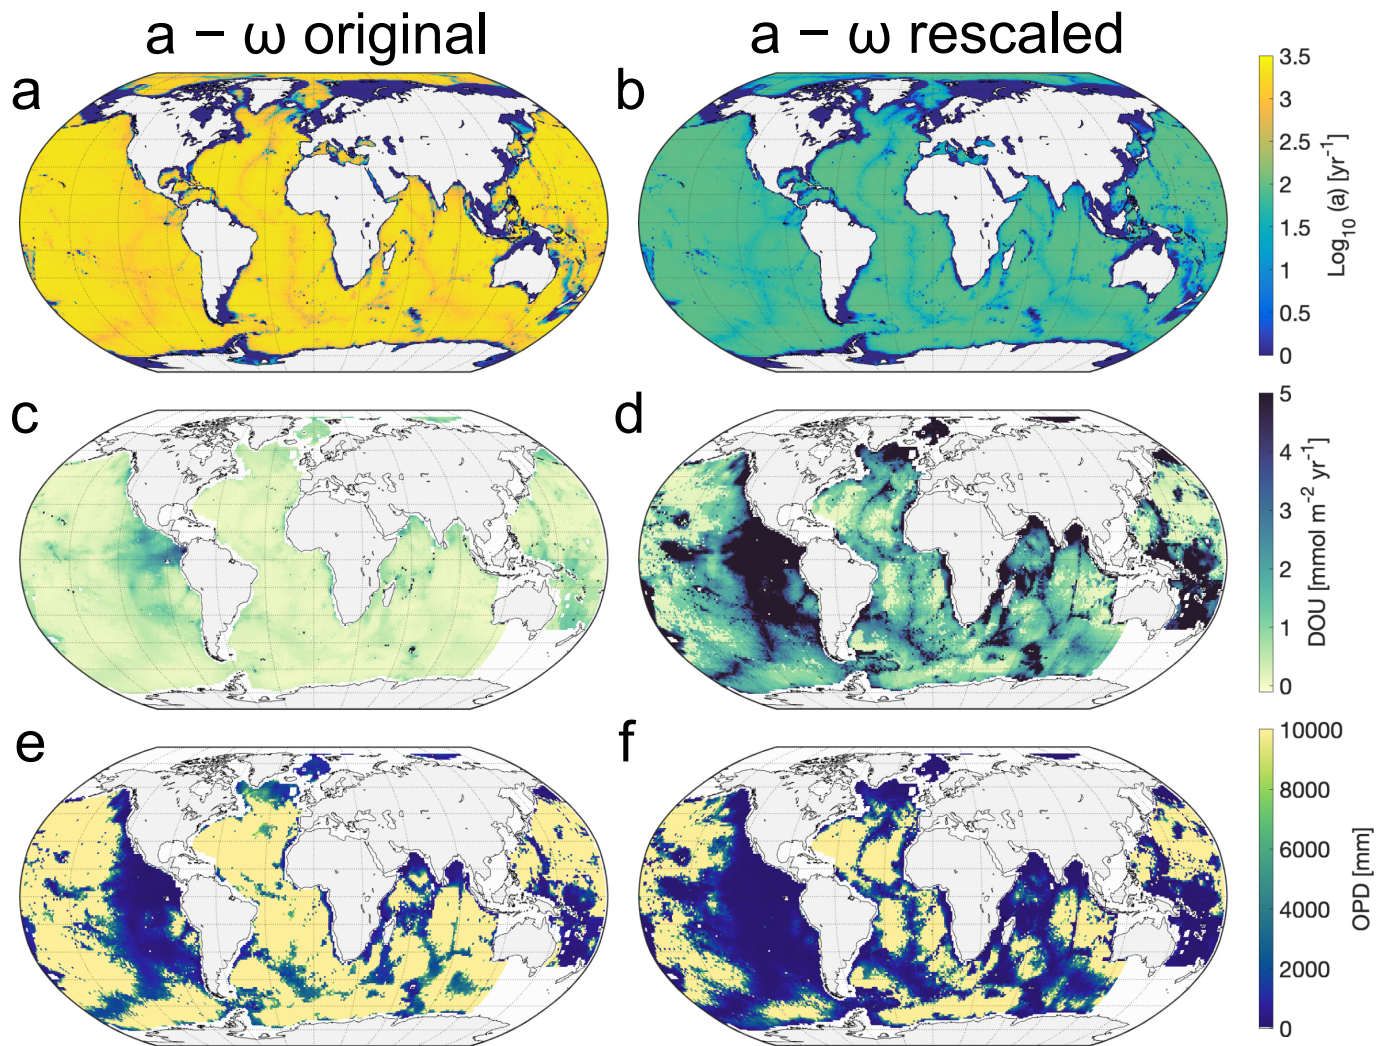 a – ω original
a – ω rescaled
a
b
3.5
3
2.5
2
1.5
1
0.5
0
Log₁₀ (a) [yr⁻¹]
c
d
5
4
3
2
1
0
DOU [mmol m⁻² yr⁻¹]
e
f
10000
8000
6000
4000
2000
0
OPD [mm]